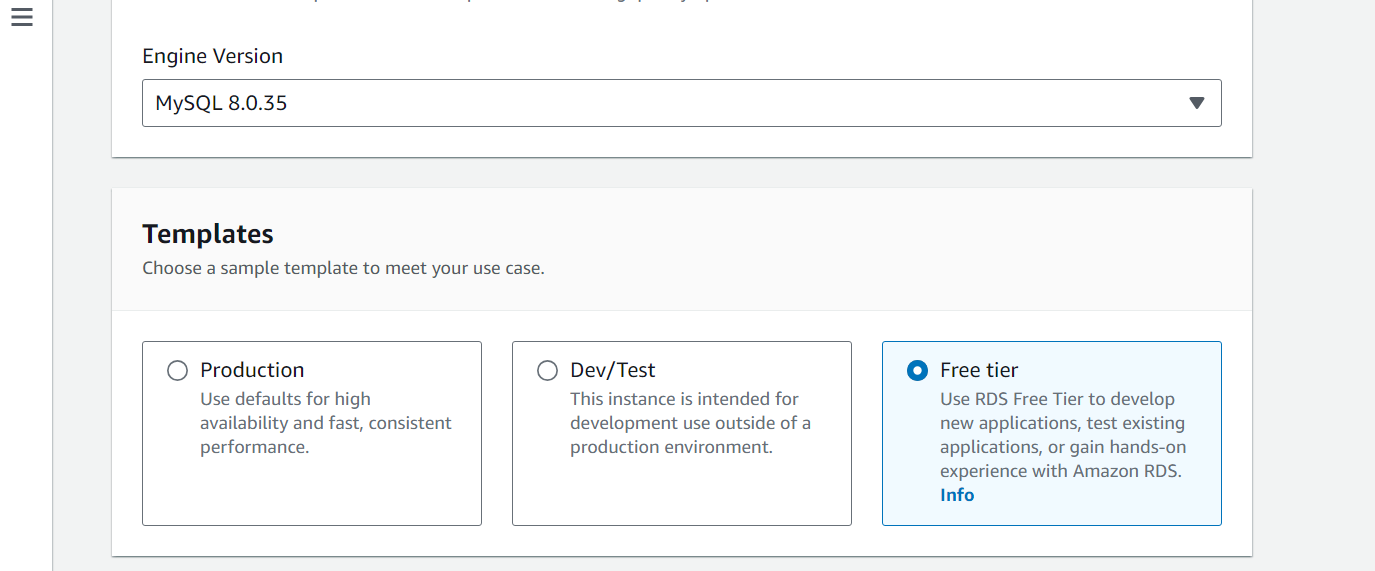 Engine Version
MySQL 8.0.35
Templates
Choose a sample template to meet your use case.
Production
Use defaults for high
availability and fast, consistent
performance.
Dev/Test
This instance is intended for
development use outside of a
production environment.
Free tier
Use RDS Free Tier to develop
new applications, test existing
applications, or gain hands-on
experience with Amazon RDS.
Info